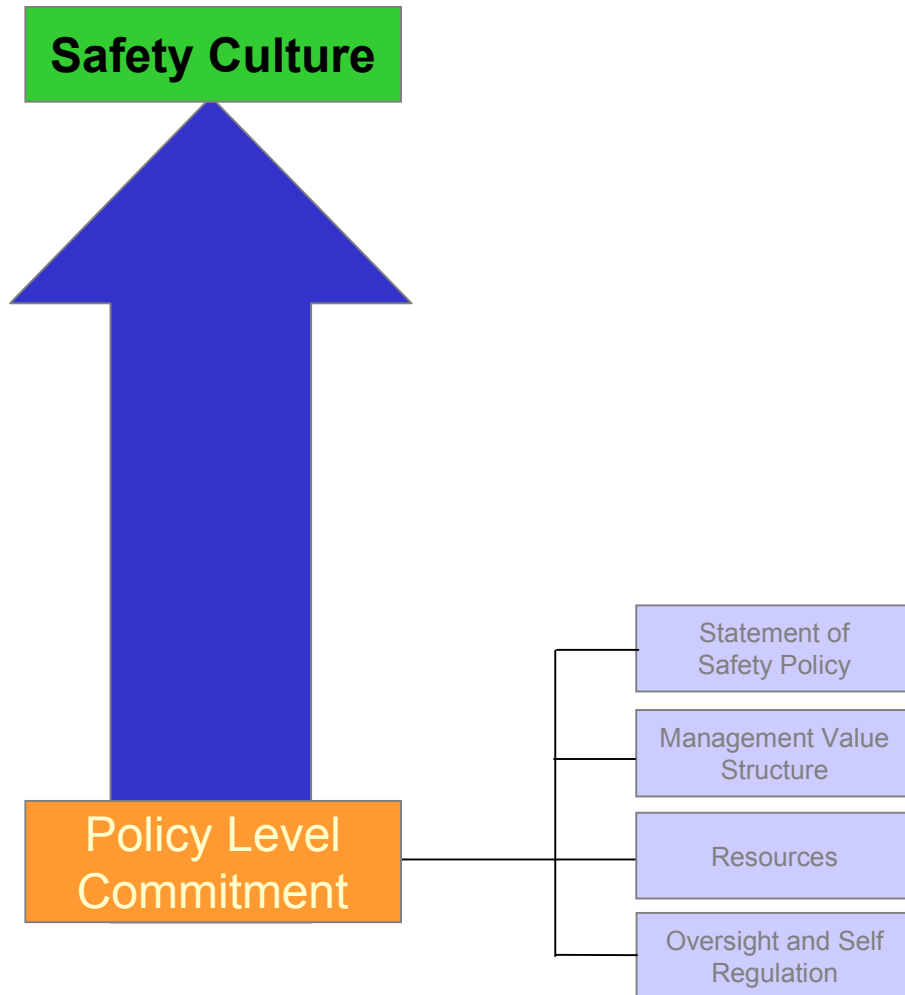 Safety Culture
Policy Level
Commitment
Statement of
Safety Policy
Management Value
Structure
Resources
Oversight and Self
Regulation